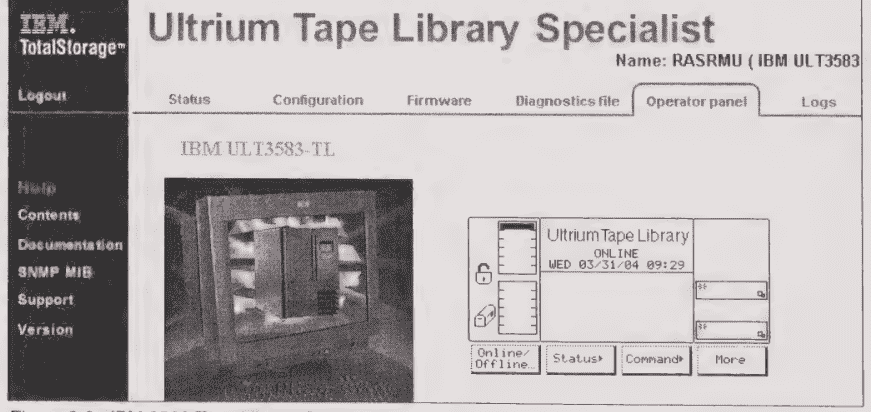 IBM.
TotalStorage™
Ultrium Tape Library Specialist
Name: RASRMU ( IBM ULT3583
Logout
Status
Configuration
Firmware
Diagnostics file
Operator panel
Logs
IBM ULT3583-TL
Help
Contents
Documentation
SNMP MIB
Support
Version
Ultrium Tape Library
ONLINE
WED 03/31/04 09:29
Online/
Offline..
Status
Command
More